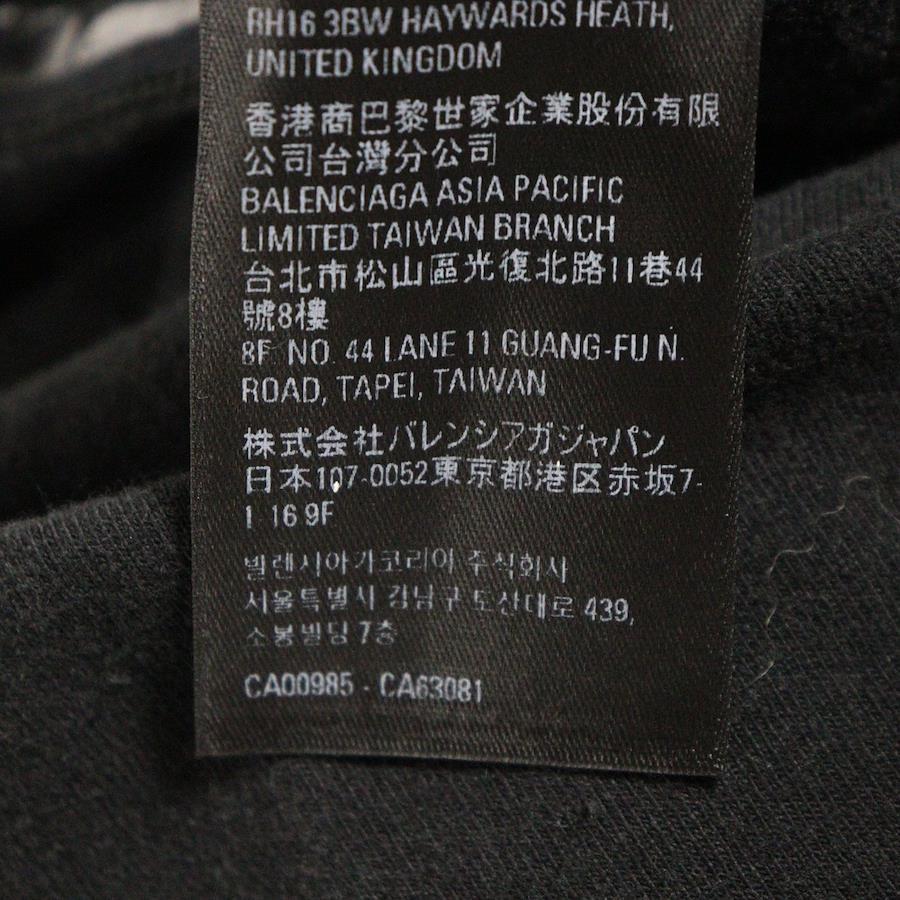 RH16 3BW HAYWARDS HEATH,
UNITED KINGDOM
香港商巴黎世家企業股份有限
公司台灣分公司
BALENCIAGA ASIA PACIFIC
LIMITED TAIWAN BRANCH
台北市松山區光復北路11巷44
號8樓
8F NO. 44 LANE 11 GUANG-FU N.
ROAD, TAPEI, TAIWAN
株式会社バレンシアガジャパン
日本107-0052東京都港区赤坂7-
1 16 9F
발렌시아가코리아 주식회사
서울특별시 강남구 도산대로 439,
소봉빌딩 7층
CA00985 - CA63081